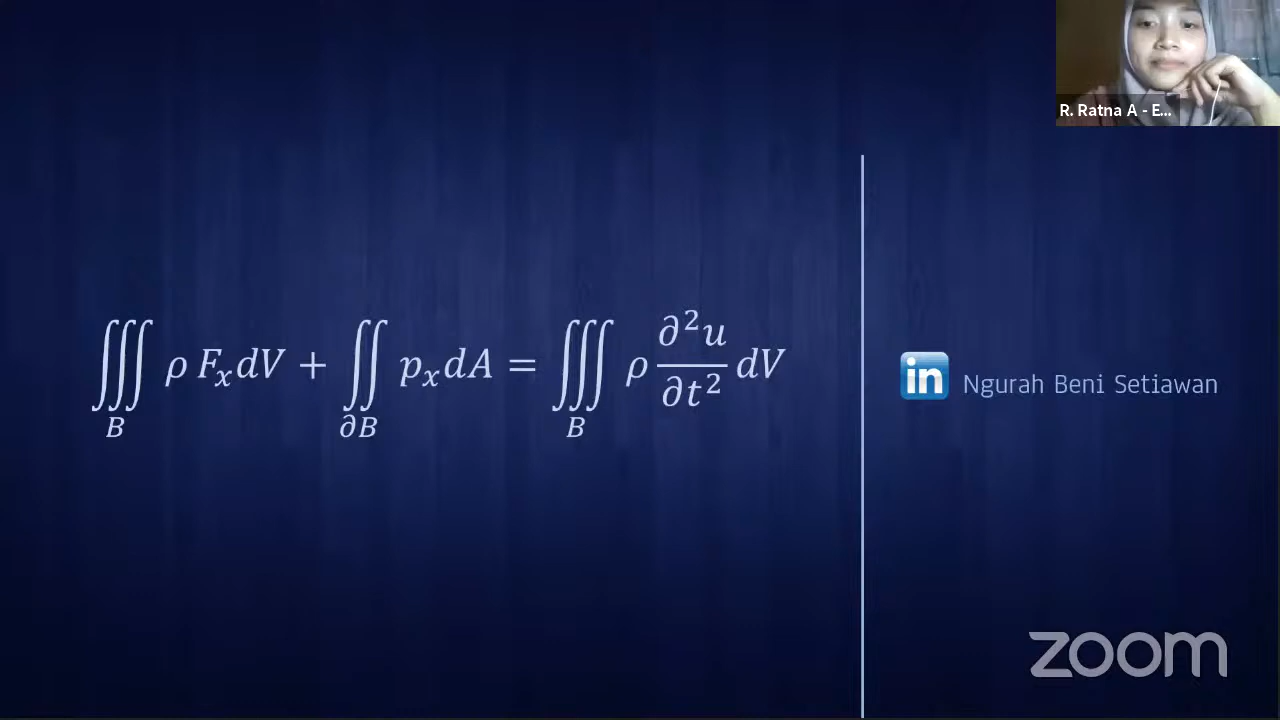 R. Ratna A - E...
∭_B ρ F_x dV + ∬_∂B p_x dA = ∭_B ρ ∂²u/∂t² dV
in Ngurah Beni Setiawan
zoom